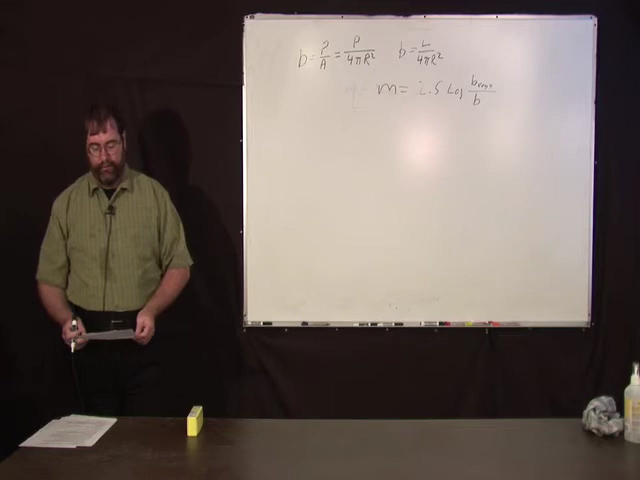 b = P/A = P/4πR² b = L/4πR²
m = 2.5 Log b_Vega/b